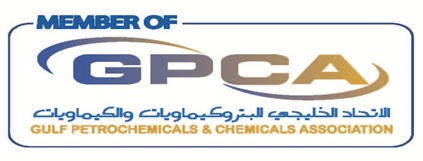 MEMBER OF
GPCA
الاتحاد الخليجي للبتروكيماويات والكيماويات
GULF PETROCHEMICALS & CHEMICALS ASSOCIATION